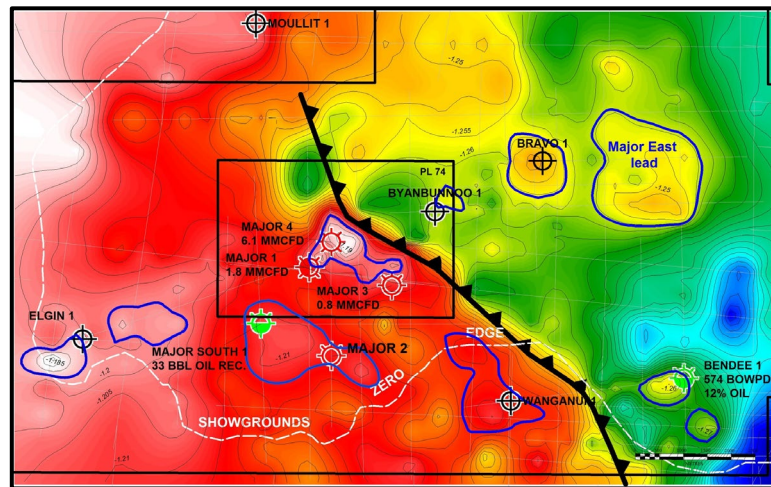 MOULLIT 1
-1.25
-1.255
-1.26
BRAVO 1
Major East
lead
PL 74
BYANBUNNOO 1
-1.25
MAJOR 4
6.1 MMCFD
-1.19
MAJOR 1
1.8 MMCFD
MAJOR 3
0.8 MMCFD
ELGIN 1
-1.185
-1.2
MAJOR SOUTH 1
33 BBL OIL REC.
-1.21
MAJOR 2
ZERO
EDGE
SHOWGROUNDS
WANGANUI 1
BENDEE 1
574 BOWPD
12% OIL
-1.26
-1.21